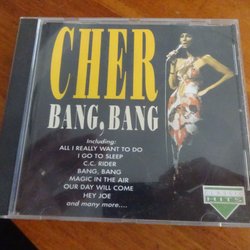 CHER
BANG, BANG
Including:
ALL I REALLY WANT TO DO
I GO TO SLEEP
C.C. RIDER
BANG, BANG
MAGIC IN THE AIR
OUR DAY WILL COME
HEY JOE
and many more....
HITS